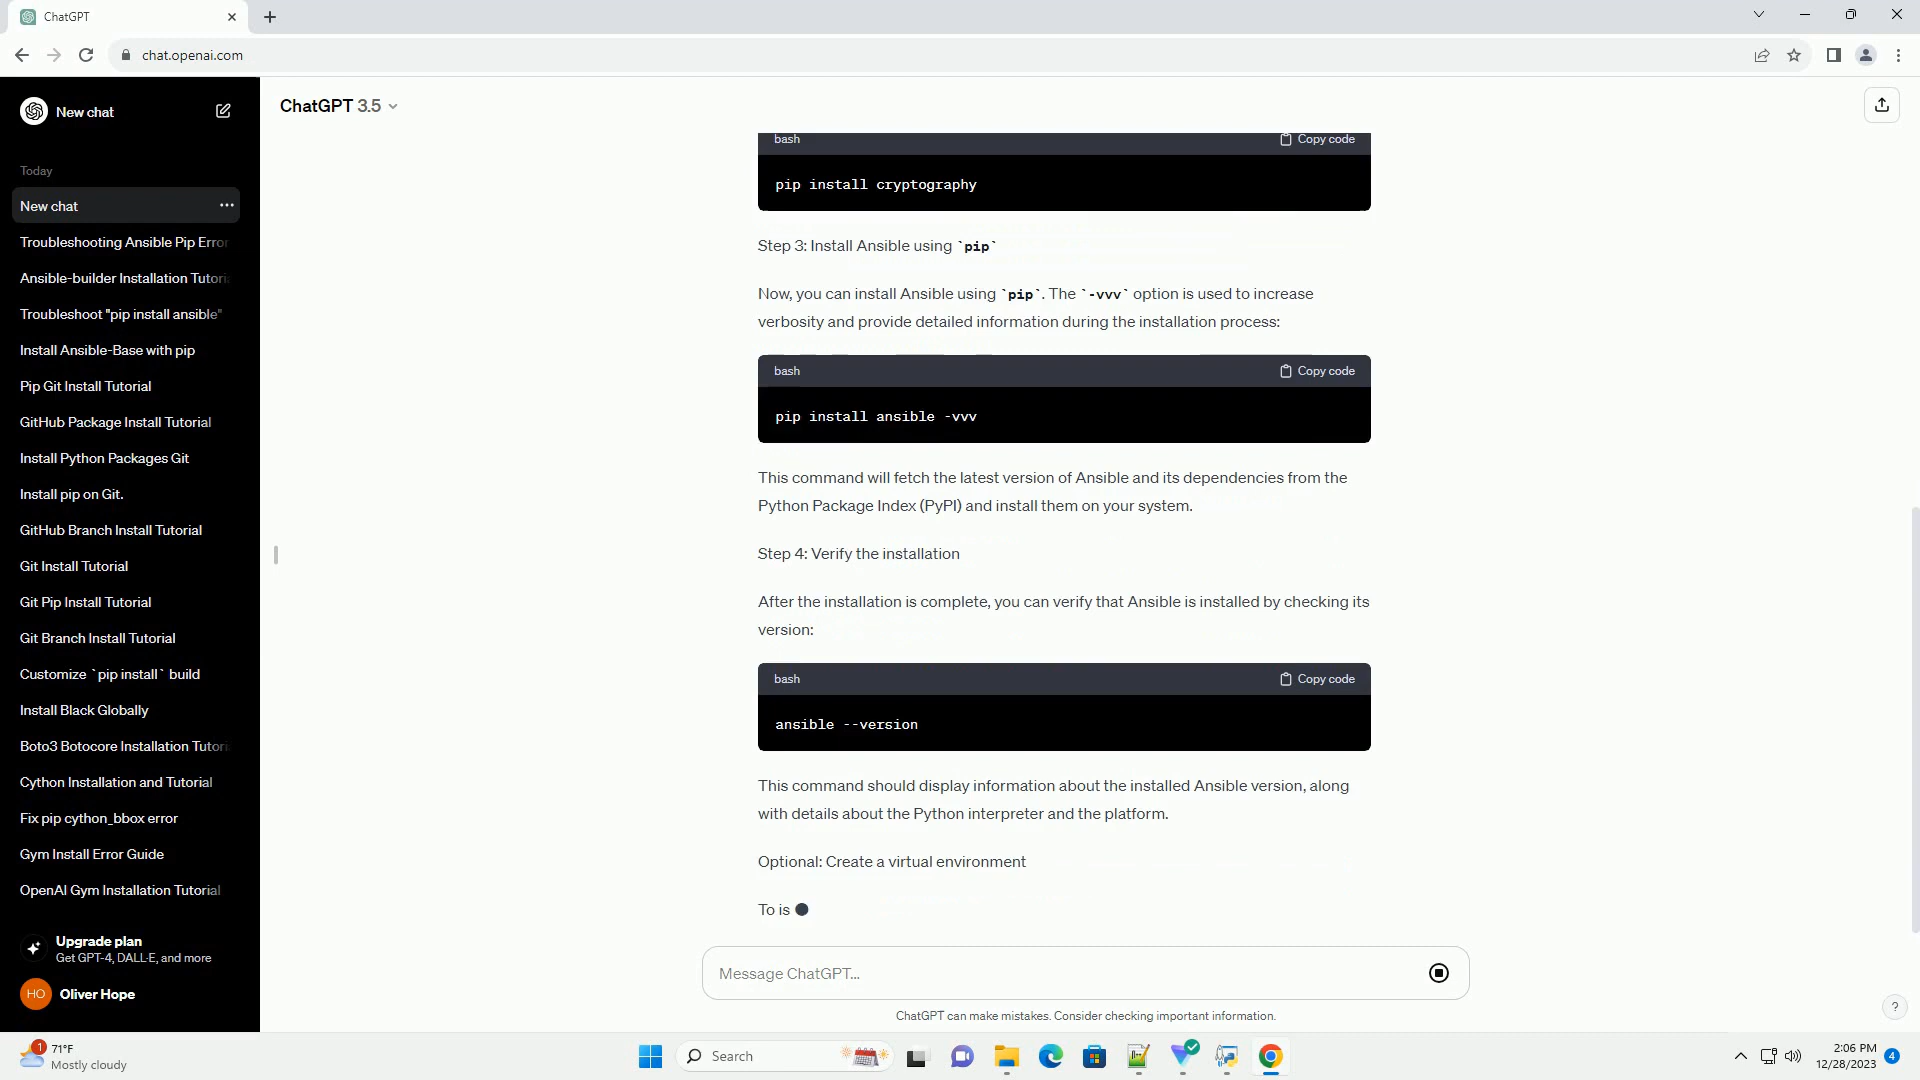 ChatGPT
chat.openai.com
New chat
Today
New chat
Troubleshooting Ansible Pip Error
Ansible-builder Installation Tutori
Troubleshoot "pip install ansible"
Install Ansible-Base with pip
Pip Git Install Tutorial
GitHub Package Install Tutorial
Install Python Packages Git
Install pip on Git.
GitHub Branch Install Tutorial
Git Install Tutorial
Git Pip Install Tutorial
Git Branch Install Tutorial
Customize `pip install` build
Install Black Globally
Boto3 Botocore Installation Tutori
Cython Installation and Tutorial
Fix pip cython_bbox error
Gym Install Error Guide
OpenAI Gym Installation Tutorial
Upgrade plan
Get GPT-4, DALL·E, and more
HO Oliver Hope
ChatGPT 3.5
bash Copy code
pip install cryptography
Step 3: Install Ansible using `pip`
Now, you can install Ansible using `pip`. The `-vvv` option is used to increase
verbosity and provide detailed information during the installation process:
bash Copy code
pip install ansible -vvv
This command will fetch the latest version of Ansible and its dependencies from the
Python Package Index (PyPI) and install them on your system.
Step 4: Verify the installation
After the installation is complete, you can verify that Ansible is installed by checking its
version:
bash Copy code
ansible --version
This command should display information about the installed Ansible version, along
with details about the Python interpreter and the platform.
Optional: Create a virtual environment
To is
Message ChatGPT...
ChatGPT can make mistakes. Consider checking important information.
?
1
71°F
Mostly cloudy
Search
2:06 PM
12/28/2023
4